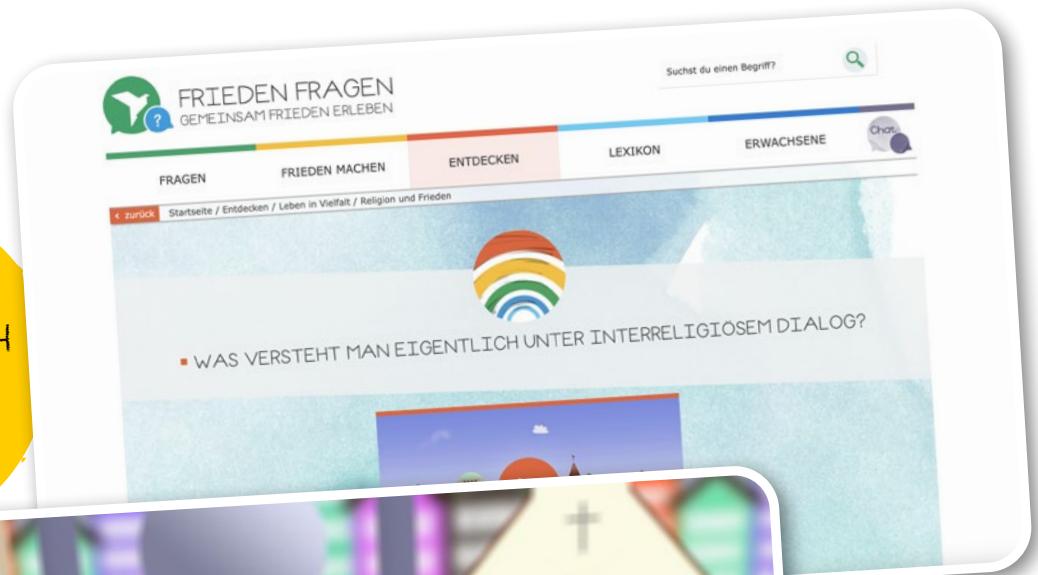 FRIEDEN FRAGEN
GEMEINSAM FRIEDEN ERLEBEN
?
Suchst du einen Begriff?
FRAGEN
FRIEDEN MACHEN
ENTDECKEN
LEXIKON
ERWACHSENE
Chat
< zurück Startseite / Entdecken / Leben in Vielfalt / Religion und Frieden
▪ WAS VERSTEHT MAN EIGENTLICH UNTER INTERRELIGIÖSEM DIALOG?